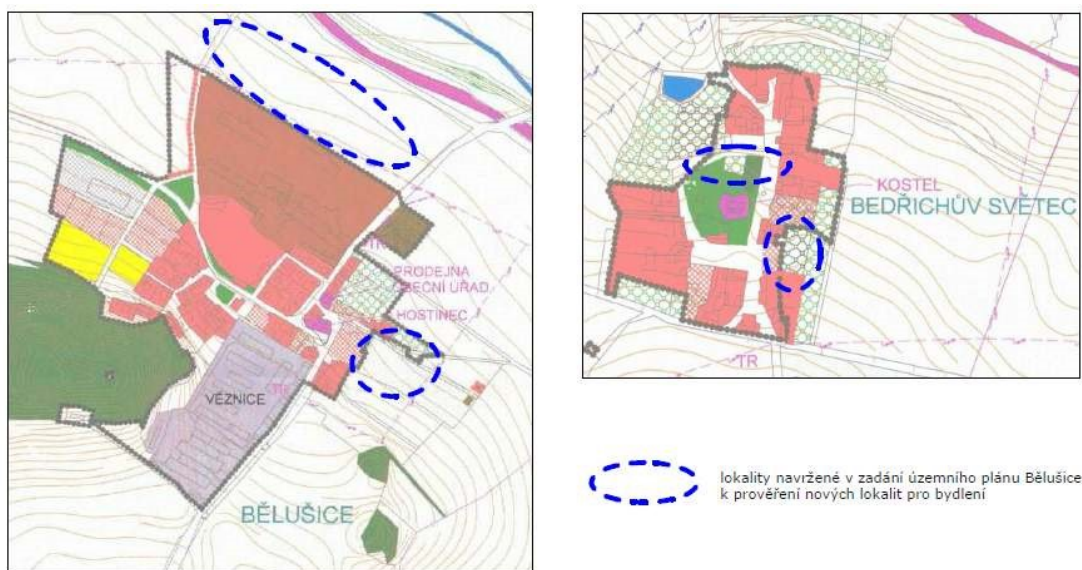 TR
PRODEJNA
OBECNÍ ÚŘAD
HOSTINEC
TR
VĚZNICE
BĚLUŠICE
KOSTEL
BEDŘICHŮV SVĚTEC
TR
lokality navržené v zadání územního plánu Bělušice
k prověření nových lokalit pro bydlení